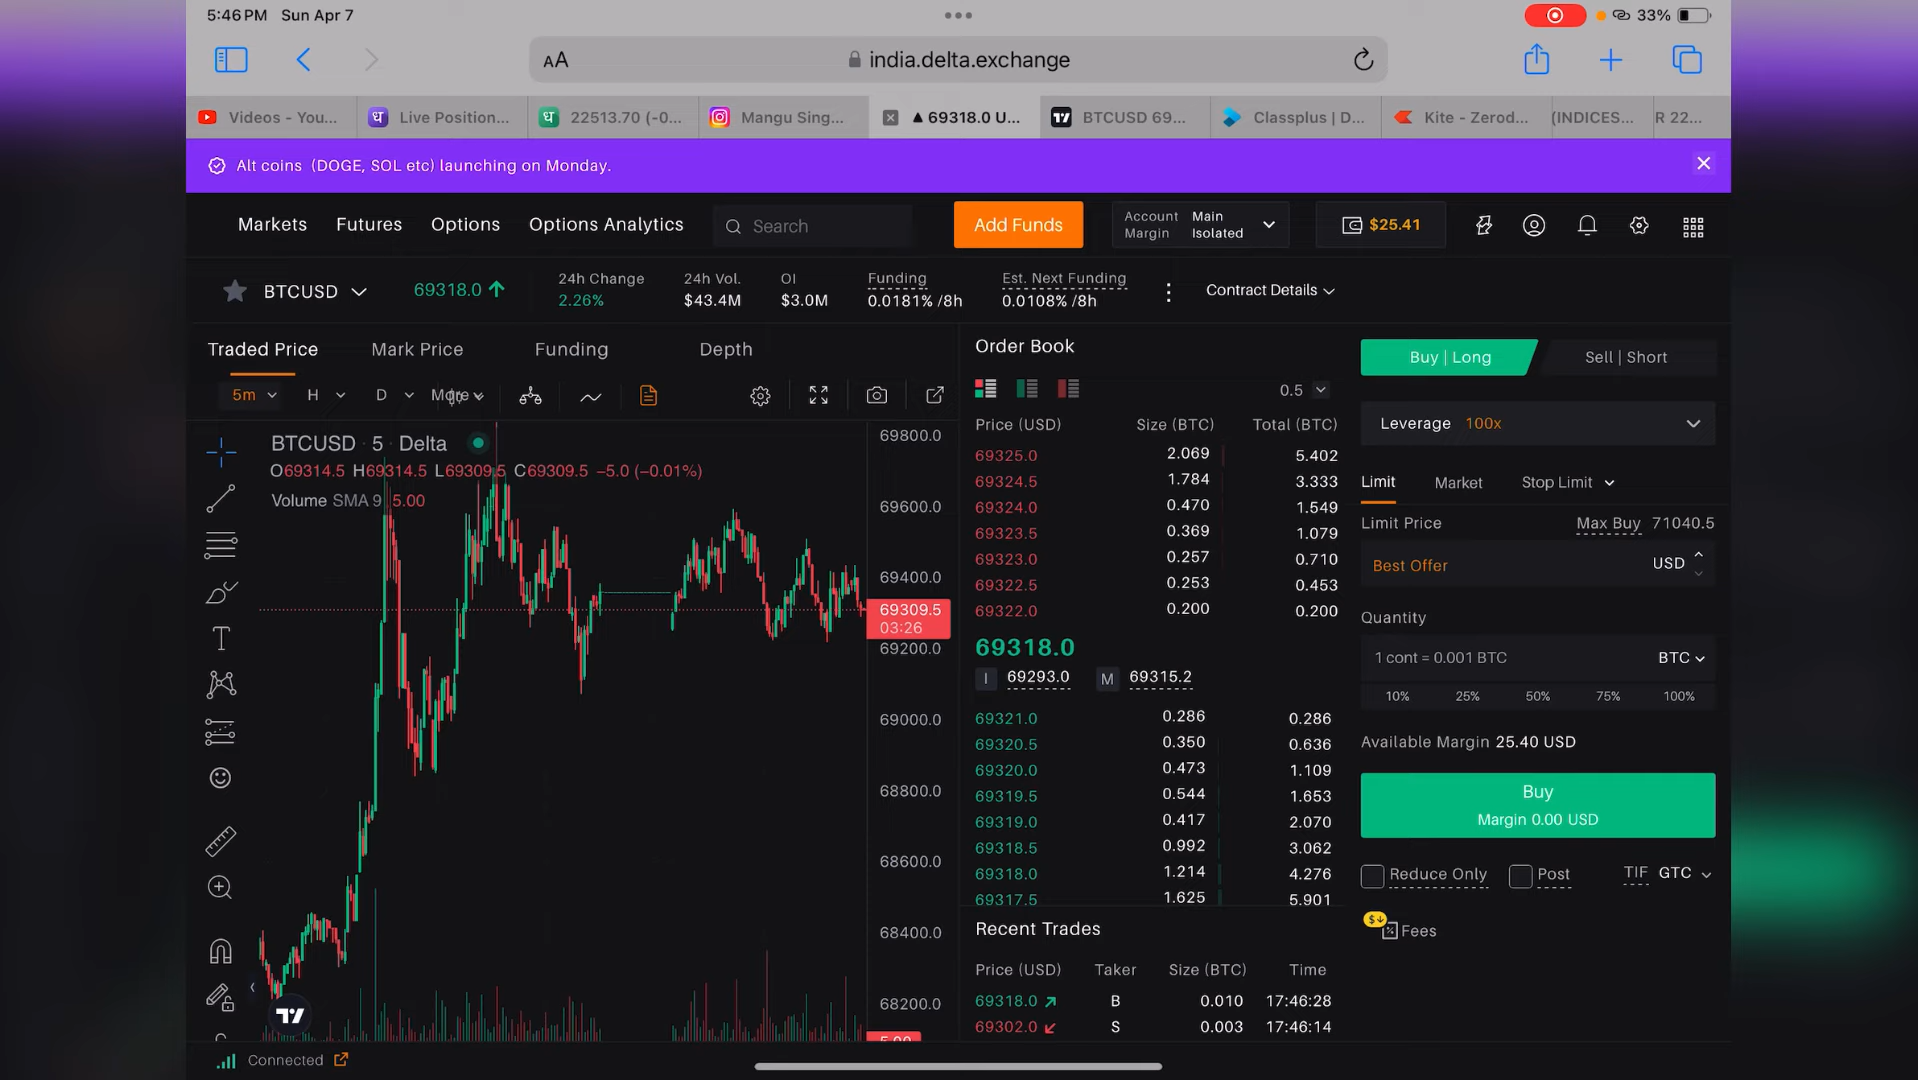 5:46 PM Sun Apr 7
33%
AA
india.delta.exchange
Videos - You...
Live Position...
22513.70 (-0...
Mangu Sing...
▲ 69318.0 U...
BTCUSD 69...
Classplus | D...
Kite - Zerod...
(INDICES...
R 22...
Alt coins (DOGE, SOL etc) launching on Monday.
Markets
Futures
Options
Options Analytics
Search
Add Funds
Account Main
Margin Isolated
$25.41
BTCUSD
69318.0
24h Change
2.26%
24h Vol.
$43.4M
OI
$3.0M
Funding
0.0181% /8h
Est. Next Funding
0.0108% /8h
Contract Details
Traded Price
Mark Price
Funding
Depth
5m
H
D
More
BTCUSD · 5 · Delta
O69314.5 H69314.5 L69309.5 C69309.5 −5.0 (−0.01%)
Volume SMA 9 5.00
69800.0
69600.0
69400.0
69309.5
03:26
69200.0
69000.0
68800.0
68600.0
68400.0
68200.0
5.00
Connected
Order Book
0.5
Price (USD) Size (BTC) Total (BTC)
69325.0 2.069 5.402
69324.5 1.784 3.333
69324.0 0.470 1.549
69323.5 0.369 1.079
69323.0 0.257 0.710
69322.5 0.253 0.453
69322.0 0.200 0.200
69318.0
I 69293.0 M 69315.2
69321.0 0.286 0.286
69320.5 0.350 0.636
69320.0 0.473 1.109
69319.5 0.544 1.653
69319.0 0.417 2.070
69318.5 0.992 3.062
69318.0 1.214 4.276
69317.5 1.625 5.901
Recent Trades
Price (USD) Taker Size (BTC) Time
69318.0 B 0.010 17:46:28
69302.0 S 0.003 17:46:14
Buy | Long
Sell | Short
Leverage 100x
Limit
Market
Stop Limit
Limit Price
Max Buy 71040.5
Best Offer
USD
Quantity
1 cont = 0.001 BTC
BTC
10% 25% 50% 75% 100%
Available Margin 25.40 USD
Buy
Margin 0.00 USD
Reduce Only
Post
TIF GTC
Fees